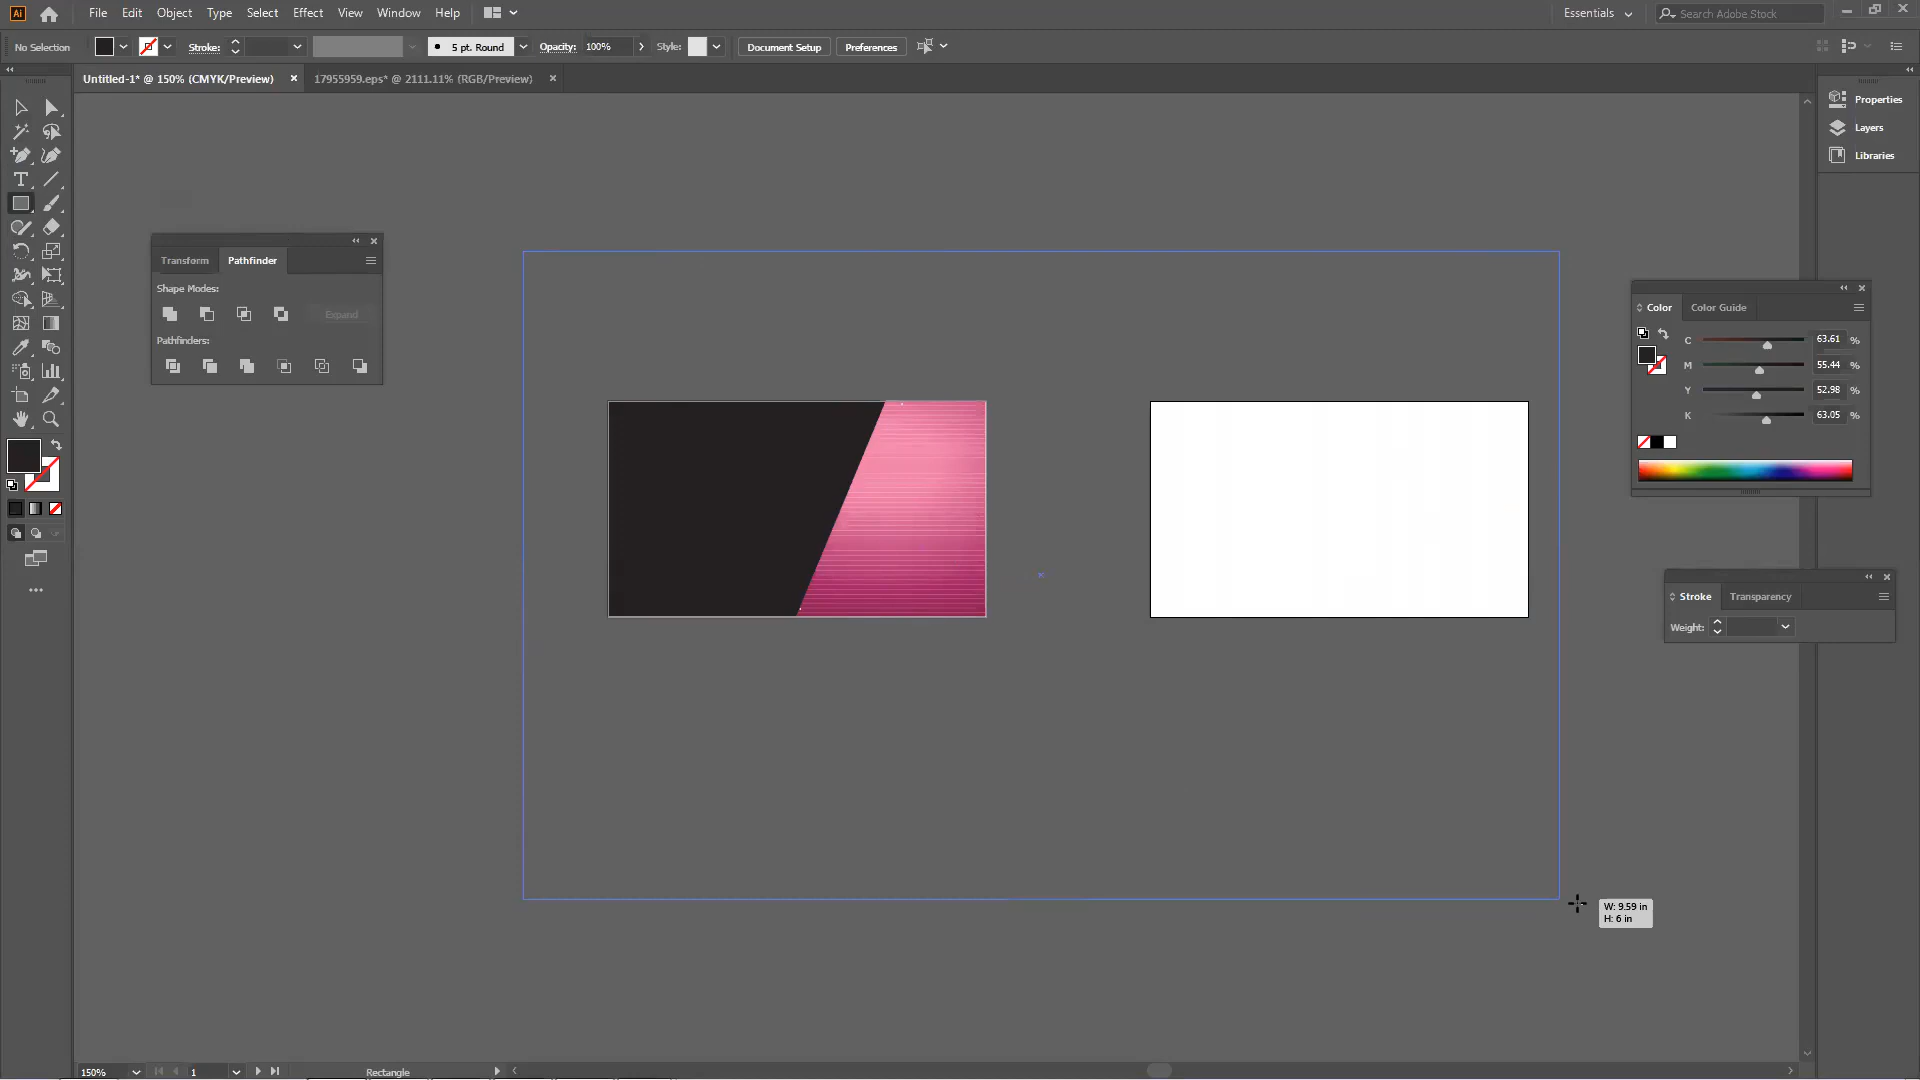 Ai File Edit Object Type Select Effect View Window Help Essentials Search Adobe Stock
No Selection Stroke: 5 pt. Round Opacity: 100% Style: Document Setup Preferences
Untitled-1* @ 150% (CMYK/Preview) × 17955959.eps* @ 2111.11% (RGB/Preview) ×
Properties
Layers
Libraries
Transform Pathfinder
Shape Modes:
Expand
Pathfinders:
Color Color Guide
C 63.61 %
M 55.44 %
Y 52.98 %
K 63.05 %
Stroke Transparency
Weight:
W: 9.59 in
H: 6 in
150% 1 Rectangle